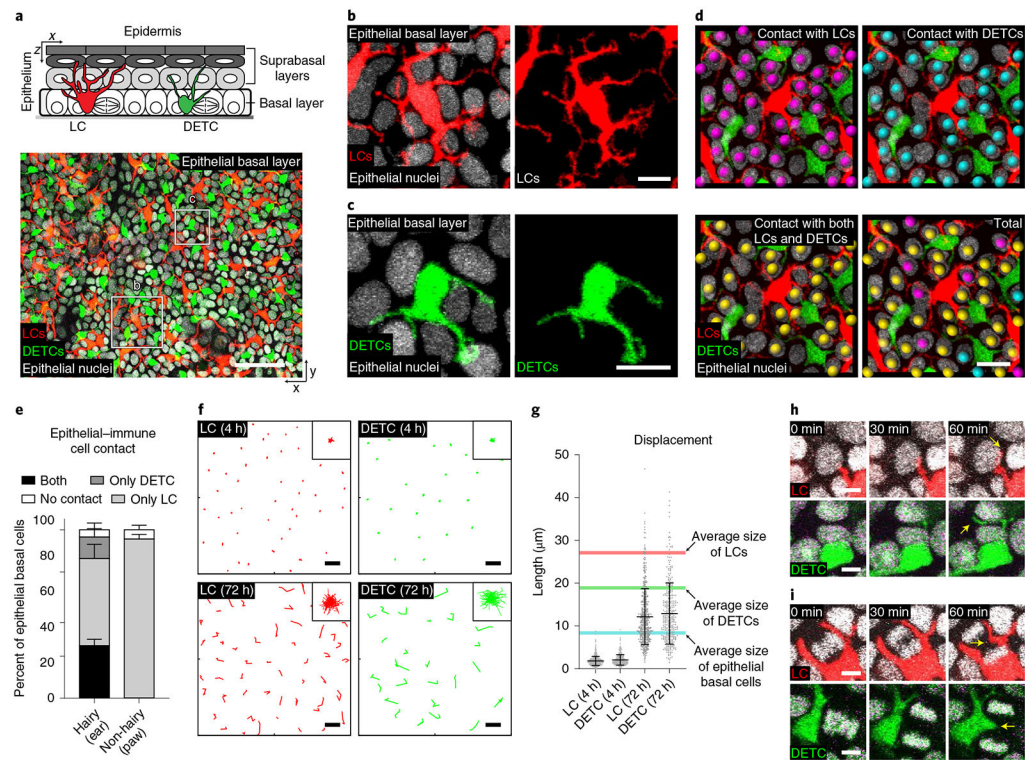 a
x
z
Epidermis
Epithelium
Suprabasal
layers
Basal layer
LC
DETC
Epithelial basal layer
c
b
LCs
DETCs
Epithelial nuclei
y
x
b
Epithelial basal layer
LCs
Epithelial nuclei
LCs
c
Epithelial basal layer
DETCs
Epithelial nuclei
DETCs
d
Contact with LCs
Contact with DETCs
Contact with both
LCs and DETCs
Total
LCs
DETCs
Epithelial nuclei
e
Epithelial–immune
cell contact
Both
Only DETC
No contact
Only LC
Percent of epithelial basal cells
100
80
60
40
20
0
Hairy
(ear)
Non-hairy
(paw)
f
LC (4 h)
DETC (4 h)
LC (72 h)
DETC (72 h)
g
Displacement
Length (μm)
50
40
30
20
10
0
Average size
of LCs
Average size
of DETCs
Average size
of epithelial
basal cells
LC (4 h)
DETC (4 h)
LC (72 h)
DETC (72 h)
h
0 min
30 min
60 min
LC
DETC
i
0 min
30 min
60 min
LC
DETC